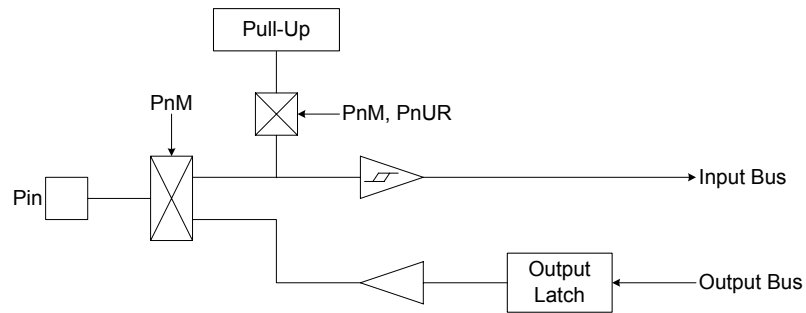 Pull-Up
PnM
PnM, PnUR
Pin
Input Bus
Output
Latch
Output Bus